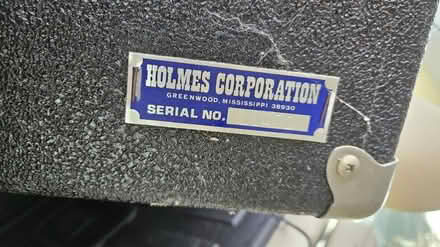 HOLMES CORPORATION
GREENWOOD, MISSISSIPPI 38930
SERIAL NO.